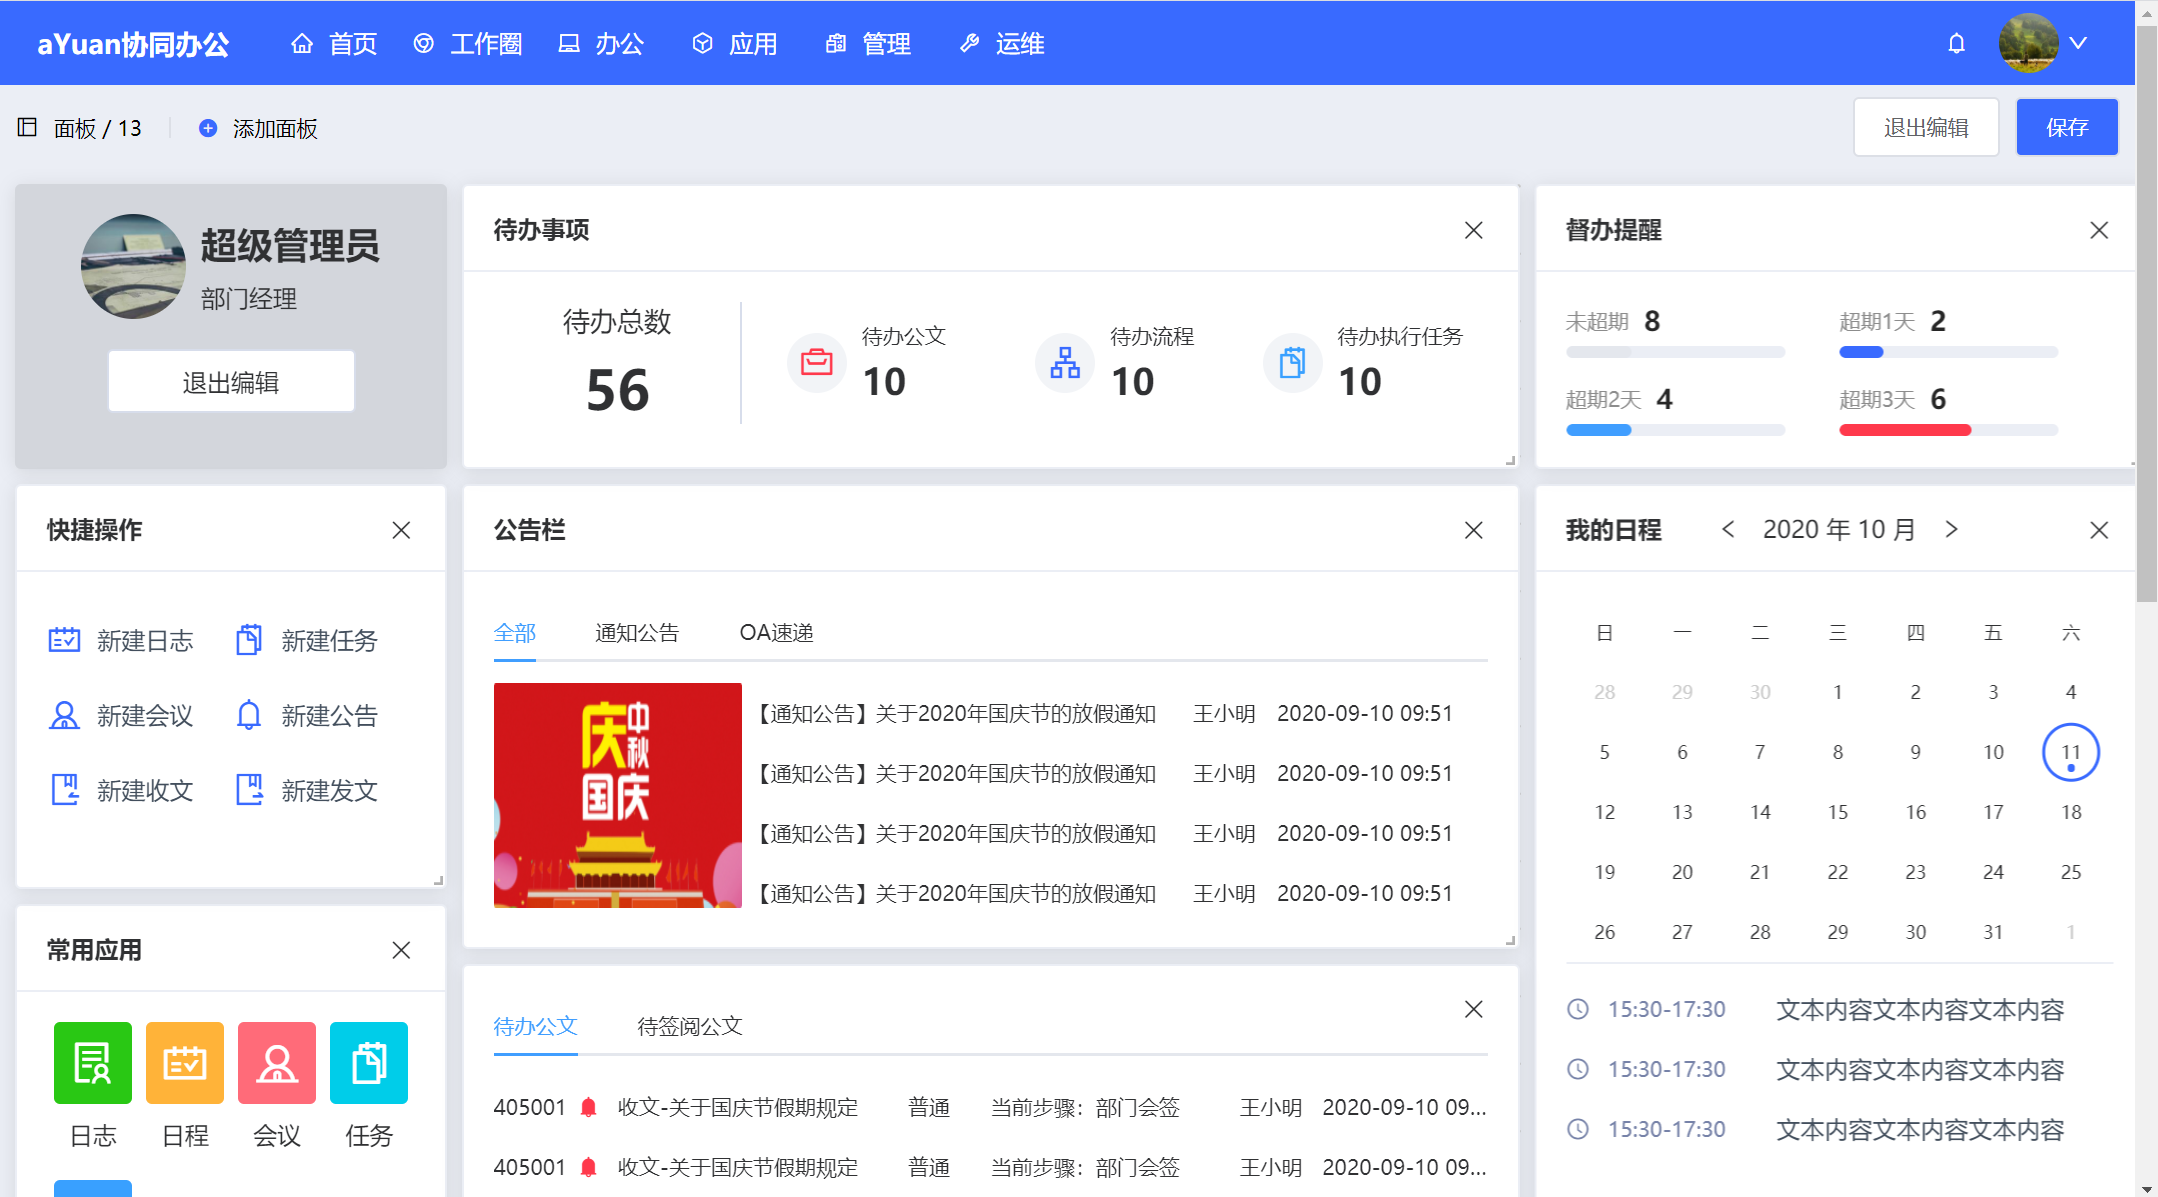 aYuan协同办公 首页 工作圈 办公 应用 管理 运维
面板 / 13 添加面板 退出编辑 保存
超级管理员
部门经理
退出编辑
待办事项
待办总数
56
待办公文
10
待办流程
10
待办执行任务
10
督办提醒
未超期 8 超期1天 2
超期2天 4 超期3天 6
快捷操作
新建日志 新建任务
新建会议 新建公告
新建收文 新建发文
公告栏
全部 通知公告 OA速递
庆 中秋
国庆
【通知公告】关于2020年国庆节的放假通知 王小明 2020-09-10 09:51
【通知公告】关于2020年国庆节的放假通知 王小明 2020-09-10 09:51
【通知公告】关于2020年国庆节的放假通知 王小明 2020-09-10 09:51
【通知公告】关于2020年国庆节的放假通知 王小明 2020-09-10 09:51
我的日程 < 2020 年 10 月 >
日 一 二 三 四 五 六
28 29 30 1 2 3 4
5 6 7 8 9 10 11
12 13 14 15 16 17 18
19 20 21 22 23 24 25
26 27 28 29 30 31 1
15:30-17:30 文本内容文本内容文本内容
15:30-17:30 文本内容文本内容文本内容
15:30-17:30 文本内容文本内容文本内容
常用应用
日志 日程 会议 任务
待办公文 待签阅公文
405001 收文-关于国庆节假期规定 普通 当前步骤：部门会签 王小明 2020-09-10 09...
405001 收文-关于国庆节假期规定 普通 当前步骤：部门会签 王小明 2020-09-10 09...